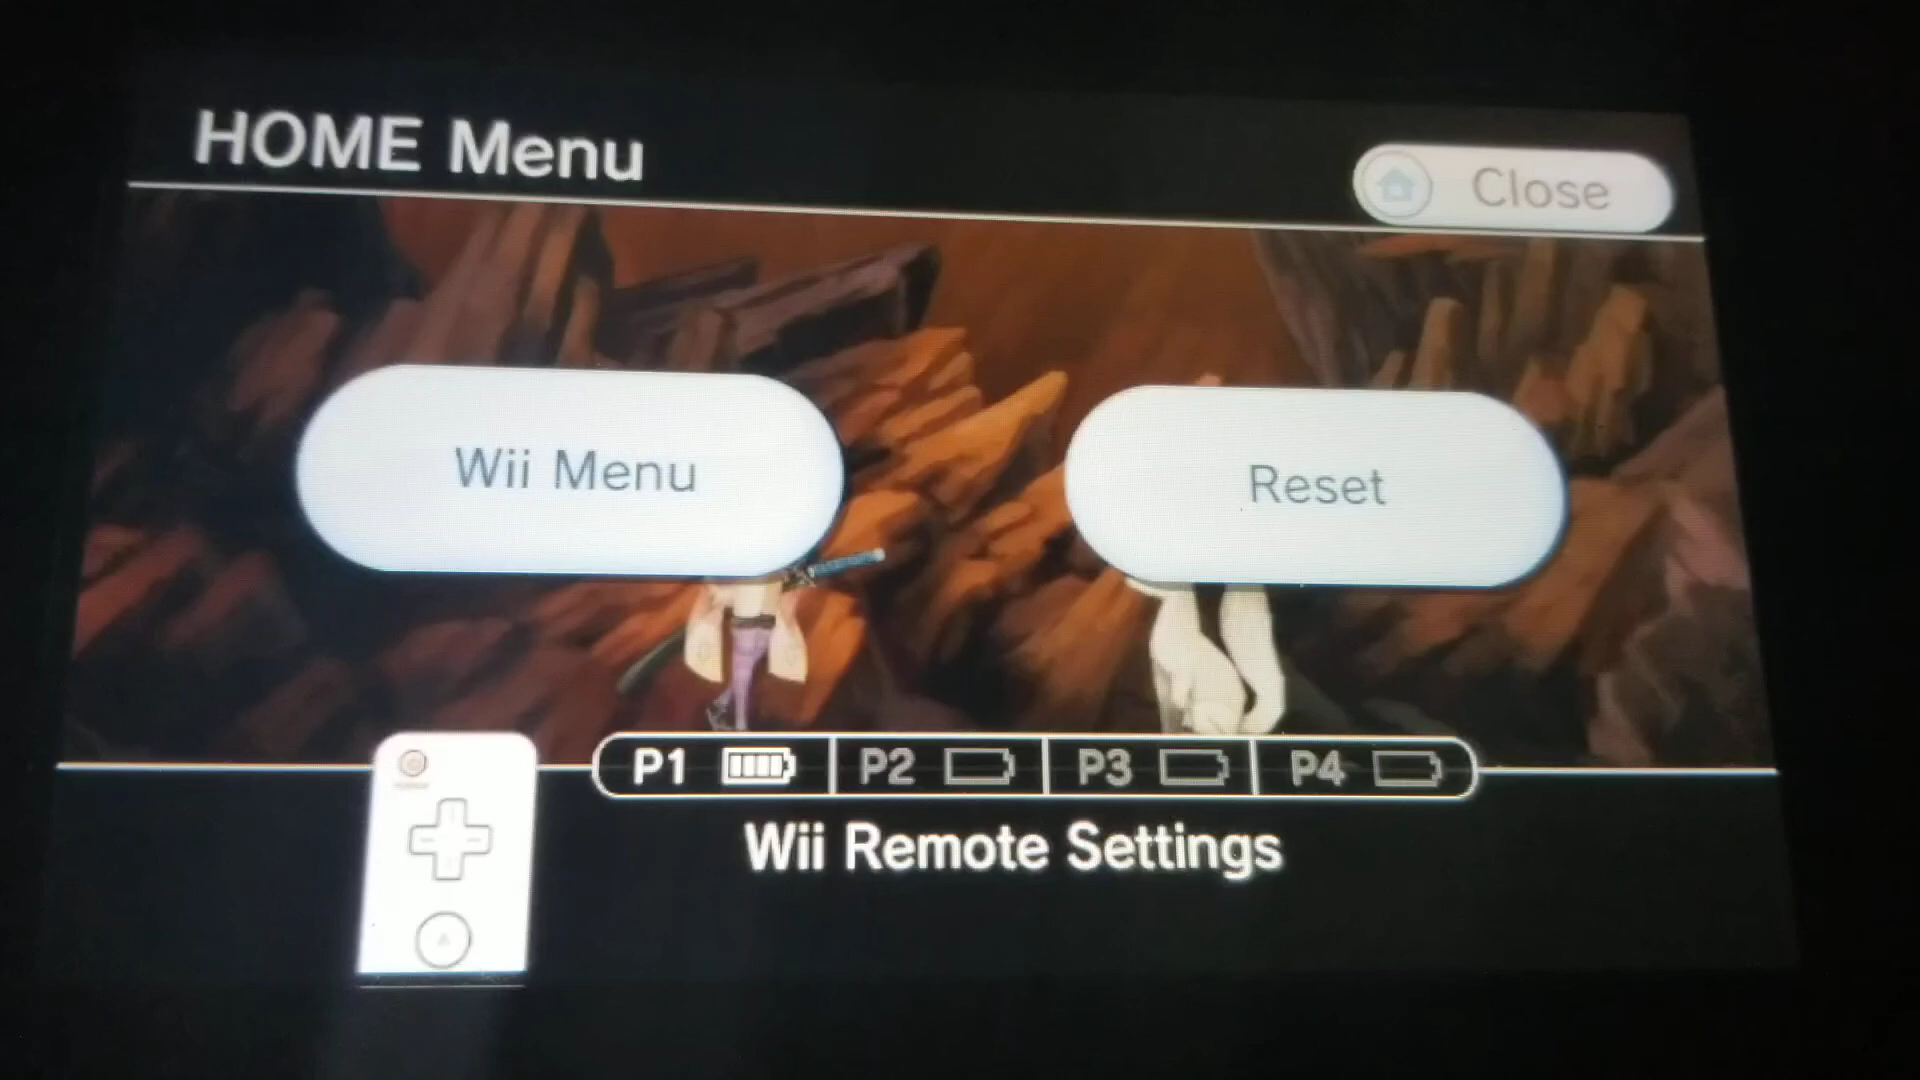 HOME Menu
Close
Wii Menu
Reset
P1
P2
P3
P4
Wii Remote Settings